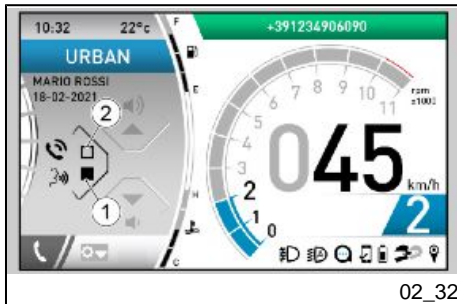 10:32 22°c
+391234906090
URBAN
MARIO ROSSI
18-02-2021
2
1
F
E
H
C
0
1
2
3
4
5
6
7
8
9
10
11
rpm
x1000
045
km/h
2
02_32